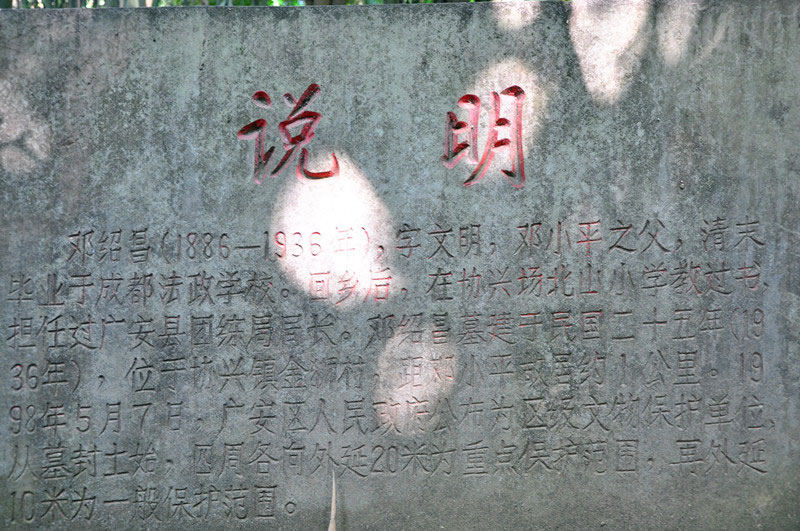 说明
邓绍昌(1886—1936年),字文明,邓小平之父,清末
毕业于成都法政学校。回乡后,在协兴场北山小学教过书、
担任过广安县团练局局长。邓绍昌墓建于民国二十五年(19
36年),位于协兴镇金狮村,距邓小平故居约1公里。19
98年5月7日,广安区人民政府公布为区级文物保护单位,
从墓封土始,四周各向外延20米为重点保护范围,再外延
10米为一般保护范围。